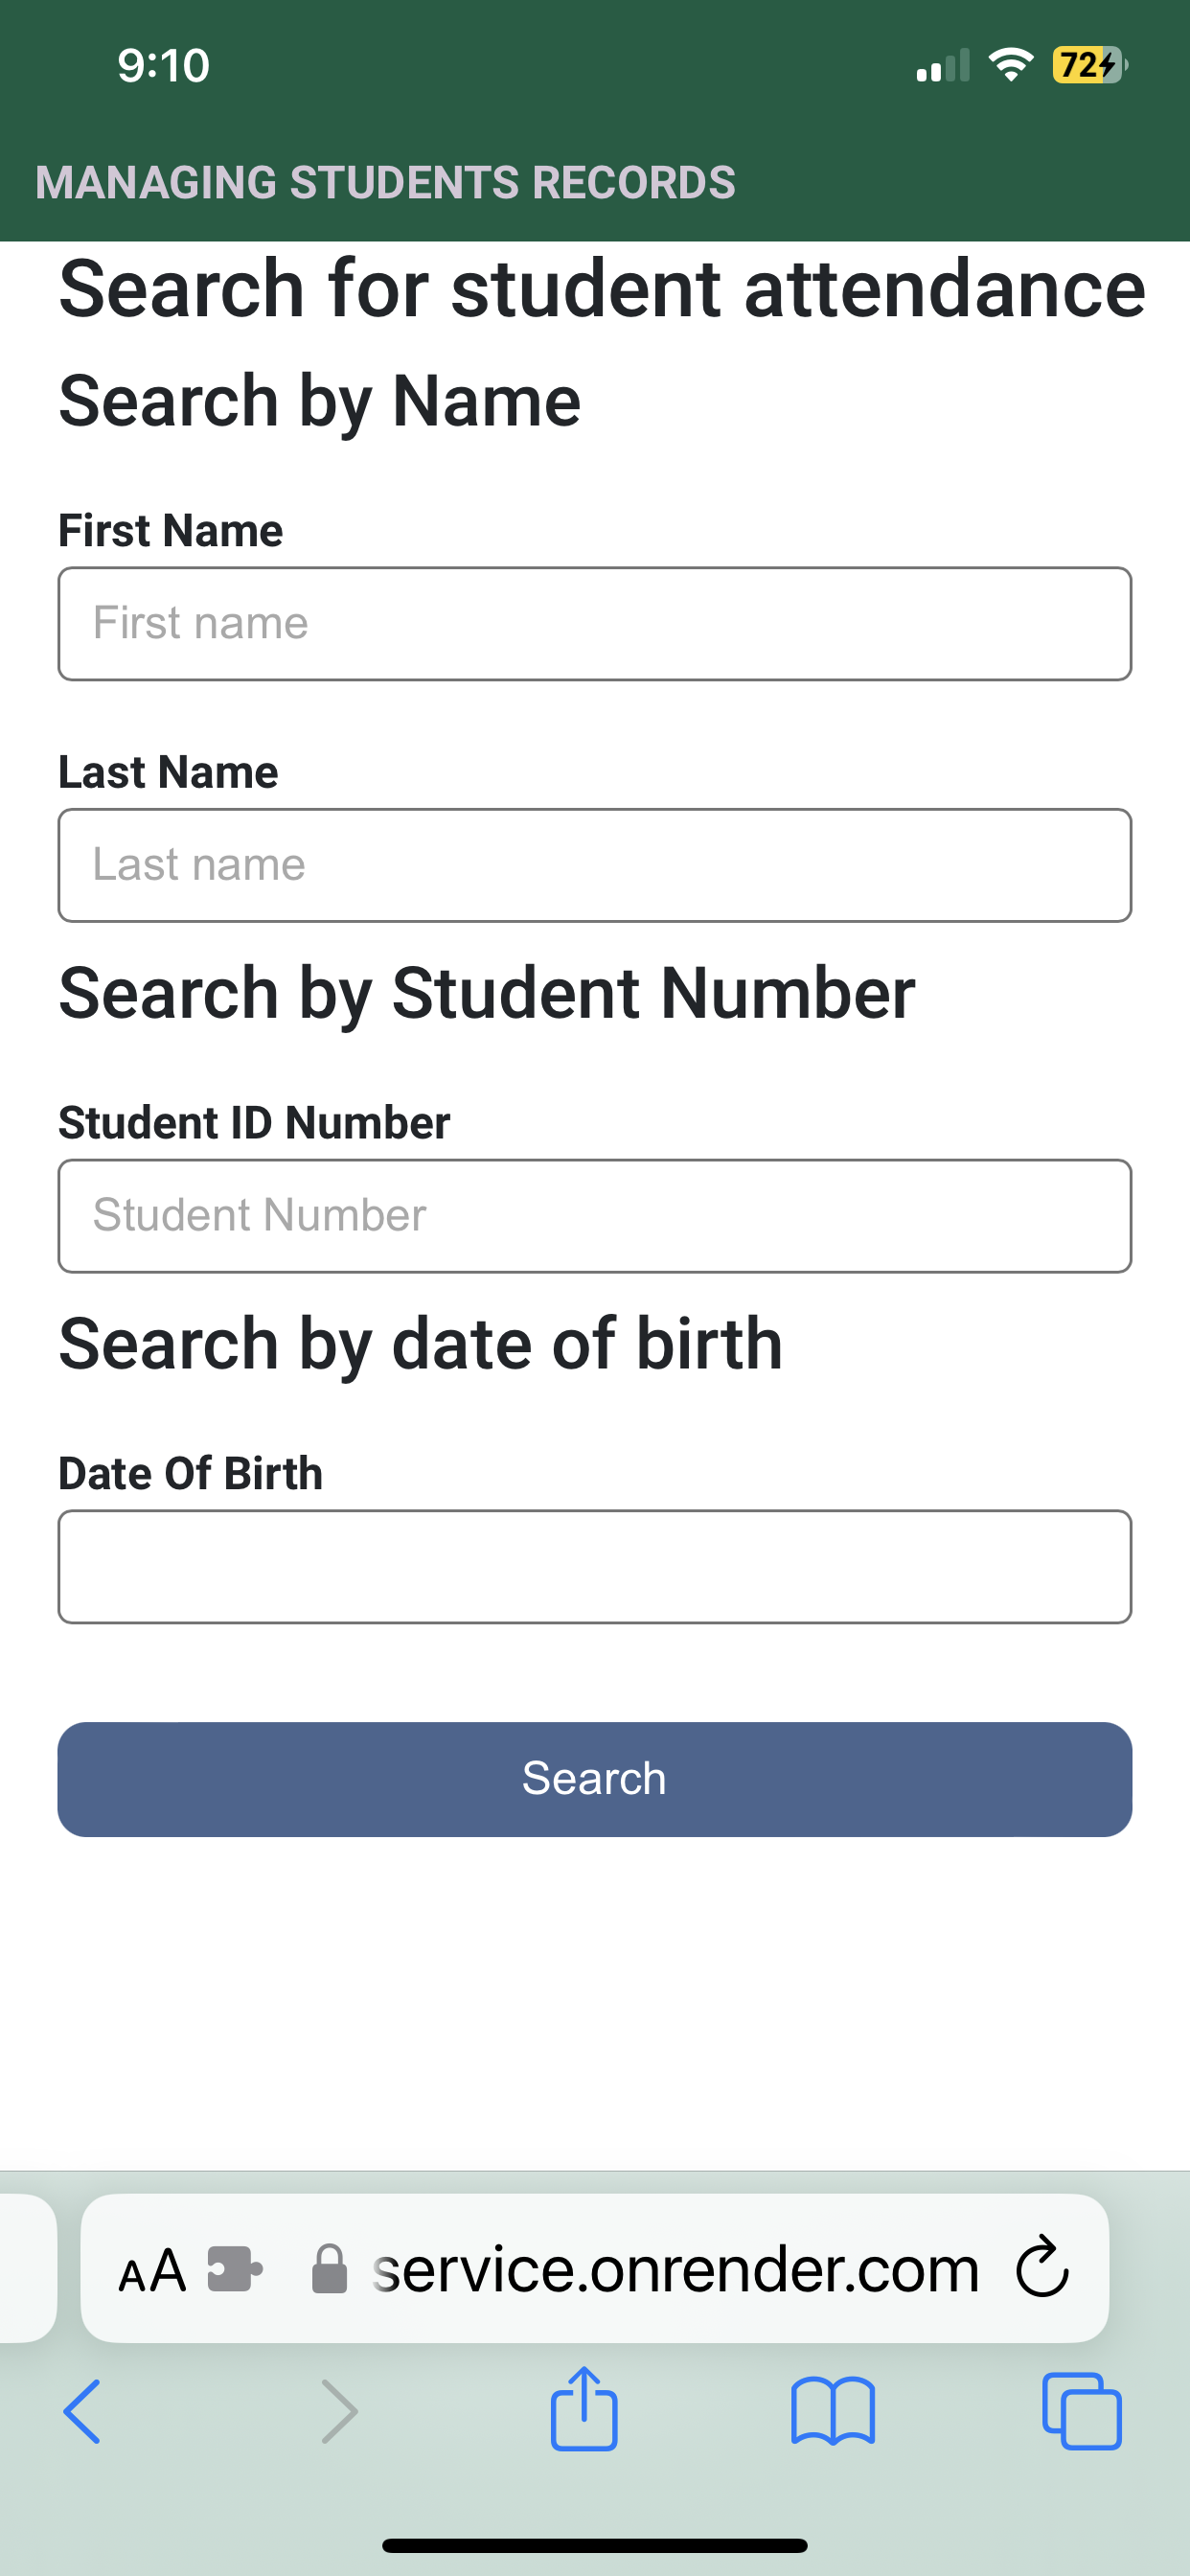 9:10
72
MANAGING STUDENTS RECORDS
Search for student attendance
Search by Name
First Name
First name
Last Name
Last name
Search by Student Number
Student ID Number
Student Number
Search by date of birth
Date Of Birth
Search
AA service.onrender.com